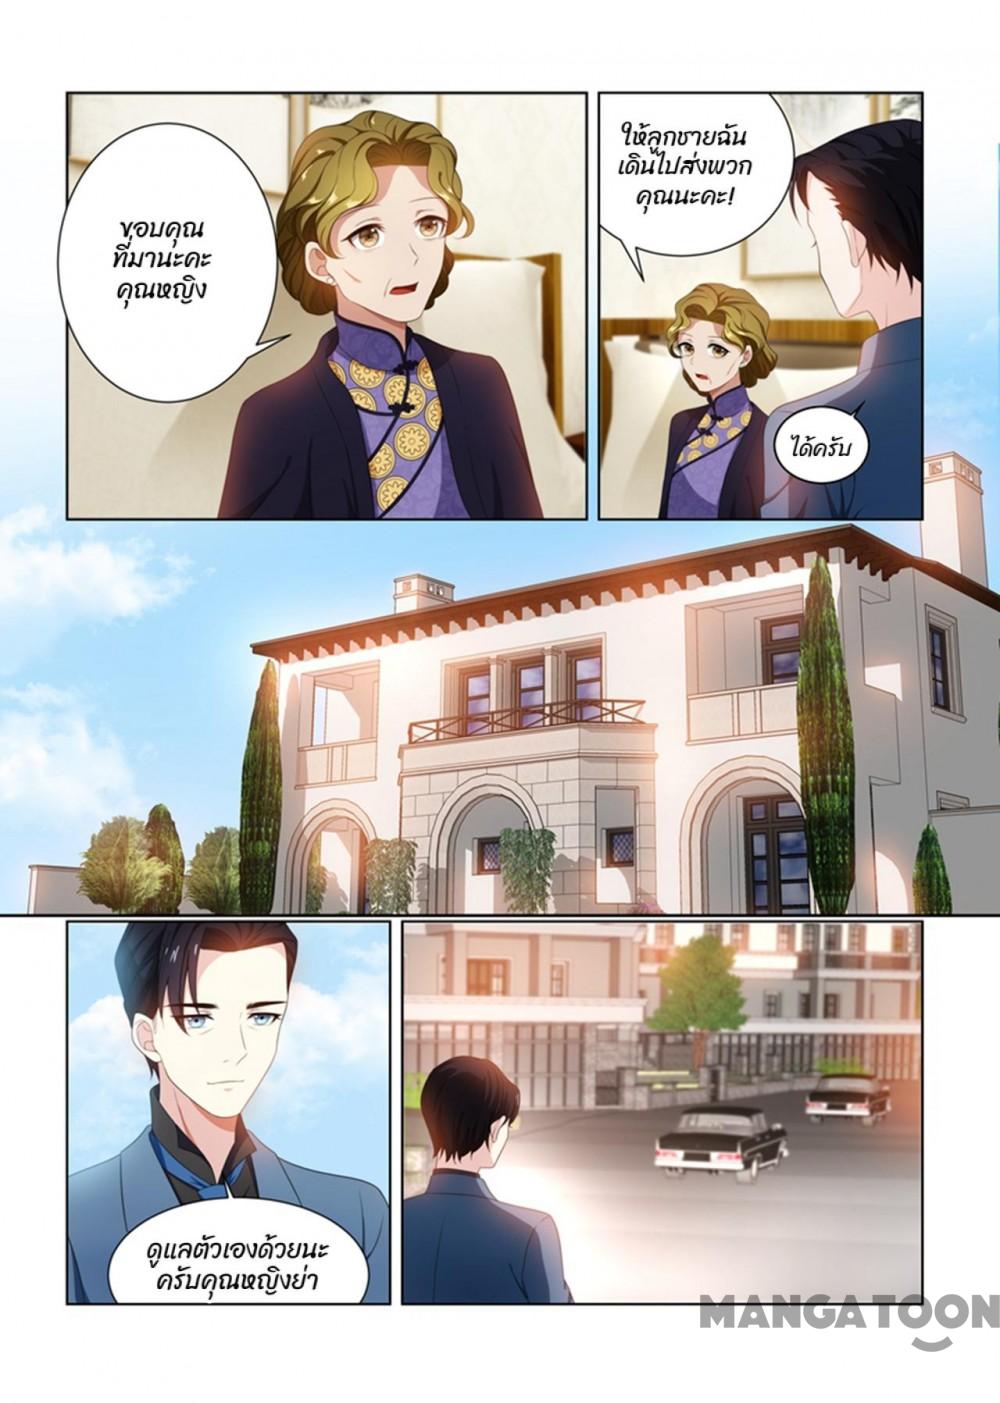 ขอบคุณ
ที่มานะคะ
คุณหญิง
ให้ลูกชายฉัน
เดินไปส่งพวก
คุณนะคะ!
ได้ครับ
ดูแลตัวเองด้วยนะ
ครับคุณหญิงย่า
MANGATOON